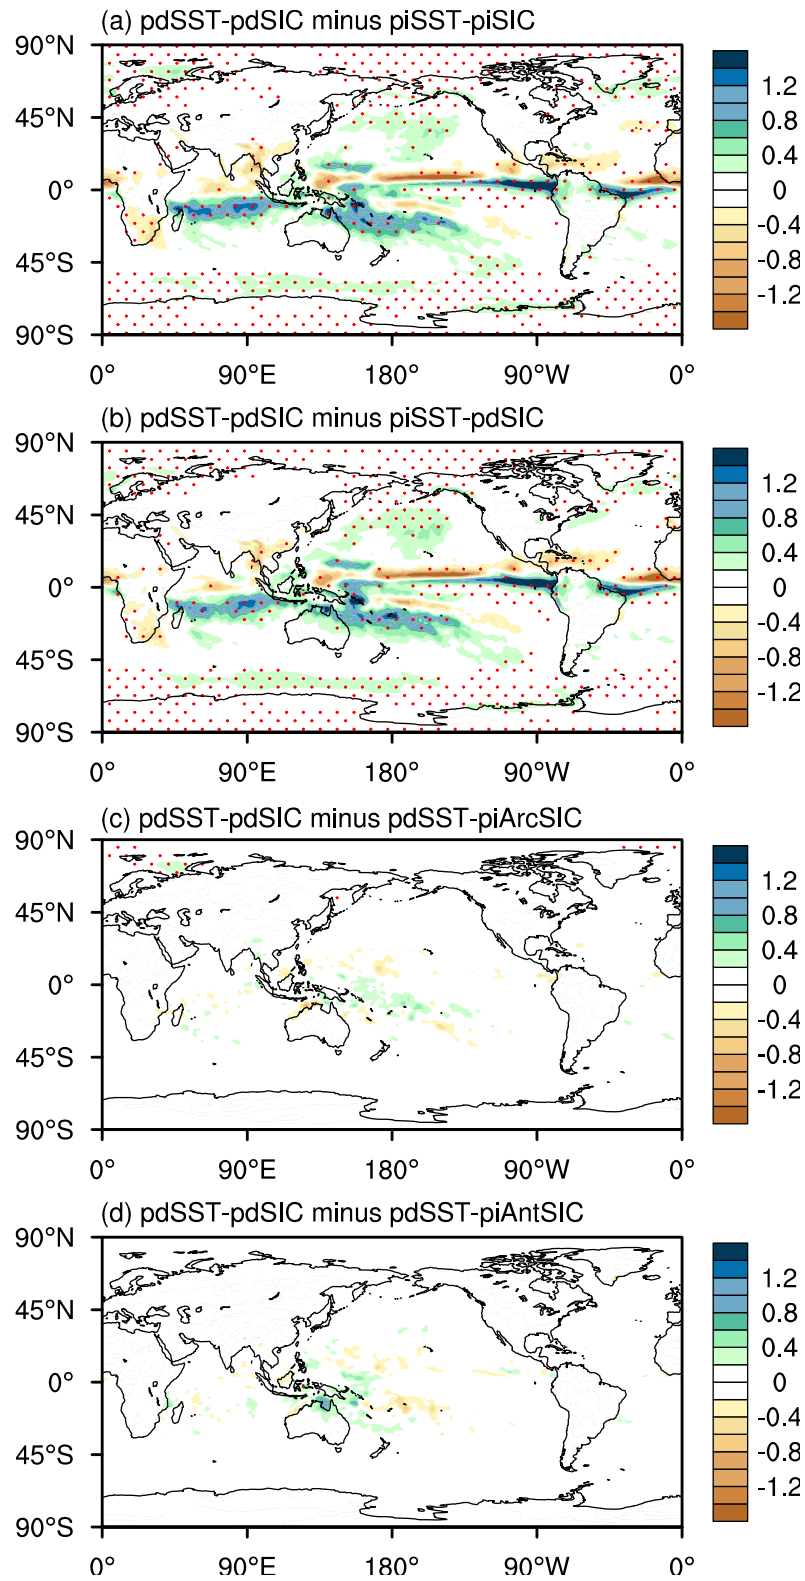 (a) pdSST-pdSIC minus piSST-piSIC
90°N
45°N
0°
45°S
90°S
0° 90°E 180° 90°W 0°
1.2
0.8
0.4
0
-0.4
-0.8
-1.2
(b) pdSST-pdSIC minus piSST-pdSIC
90°N
45°N
0°
45°S
90°S
0° 90°E 180° 90°W 0°
1.2
0.8
0.4
0
-0.4
-0.8
-1.2
(c) pdSST-pdSIC minus pdSST-piArcSIC
90°N
45°N
0°
45°S
90°S
0° 90°E 180° 90°W 0°
1.2
0.8
0.4
0
-0.4
-0.8
-1.2
(d) pdSST-pdSIC minus pdSST-piAntSIC
90°N
45°N
0°
45°S
90°S
0° 90°E 180° 90°W 0°
1.2
0.8
0.4
0
-0.4
-0.8
-1.2